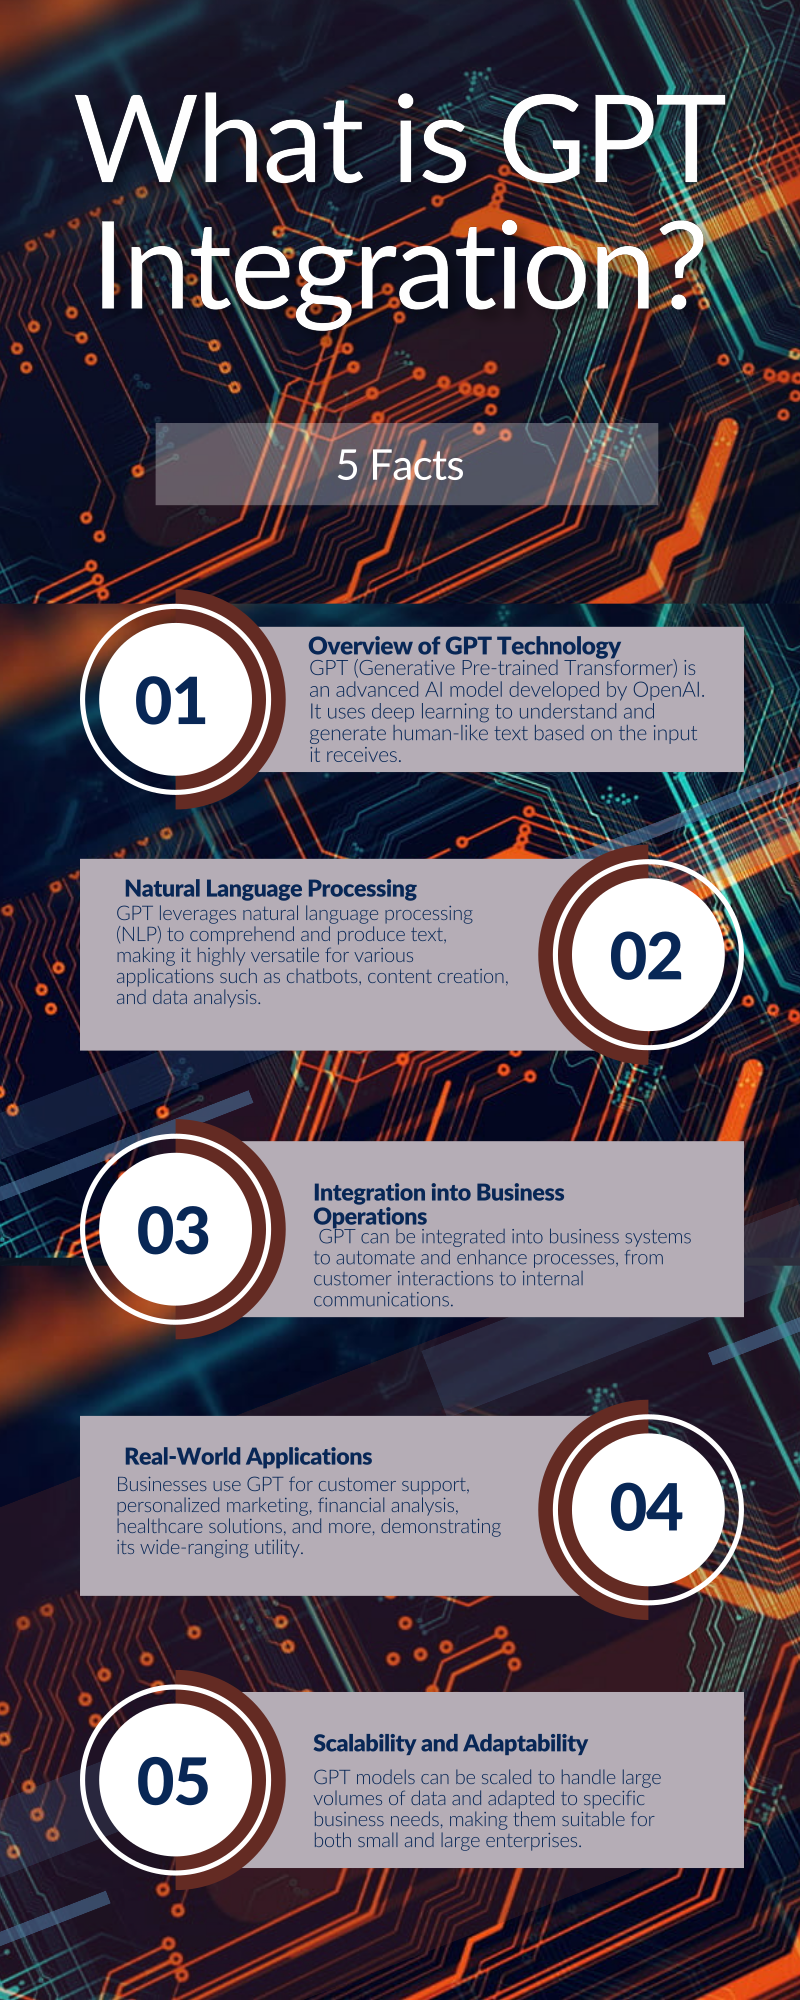 What is GPT
Integration?
5 Facts
01
Overview of GPT Technology
GPT (Generative Pre-trained Transformer) is
an advanced AI model developed by OpenAI.
It uses deep learning to understand and
generate human-like text based on the input
it receives.
Natural Language Processing
GPT leverages natural language processing
(NLP) to comprehend and produce text,
making it highly versatile for various
applications such as chatbots, content creation,
and data analysis.
02
03
Integration into Business
Operations
GPT can be integrated into business systems
to automate and enhance processes, from
customer interactions to internal
communications.
Real-World Applications
Businesses use GPT for customer support,
personalized marketing, financial analysis,
healthcare solutions, and more, demonstrating
its wide-ranging utility.
04
05
Scalability and Adaptability
GPT models can be scaled to handle large
volumes of data and adapted to specific
business needs, making them suitable for
both small and large enterprises.